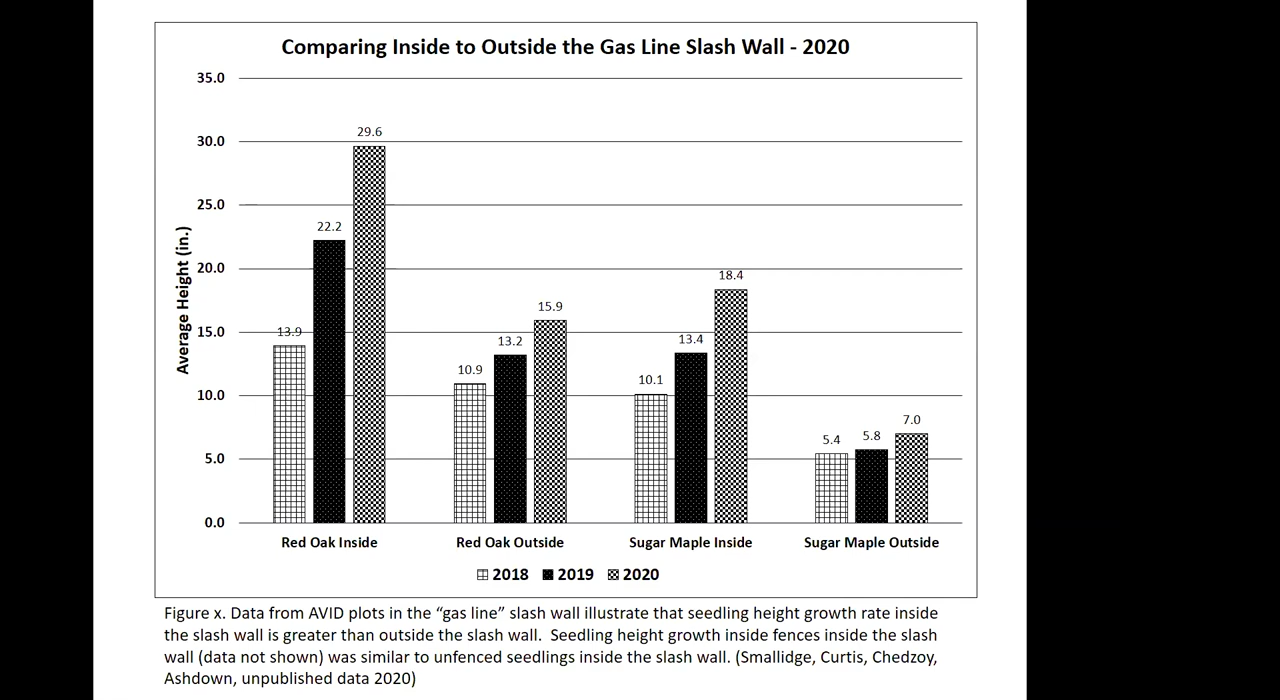 Comparing Inside to Outside the Gas Line Slash Wall - 2020
35.0
30.0
25.0
20.0
15.0
10.0
5.0
0.0
Average Height (in.)
13.9
22.2
29.6
10.9
13.2
15.9
10.1
13.4
18.4
5.4
5.8
7.0
Red Oak Inside
Red Oak Outside
Sugar Maple Inside
Sugar Maple Outside
2018 2019 2020
Figure x. Data from AVID plots in the “gas line” slash wall illustrate that seedling height growth rate inside
the slash wall is greater than outside the slash wall.  Seedling height growth inside fences inside the slash
wall (data not shown) was similar to unfenced seedlings inside the slash wall. (Smallidge, Curtis, Chedzoy,
Ashdown, unpublished data 2020)